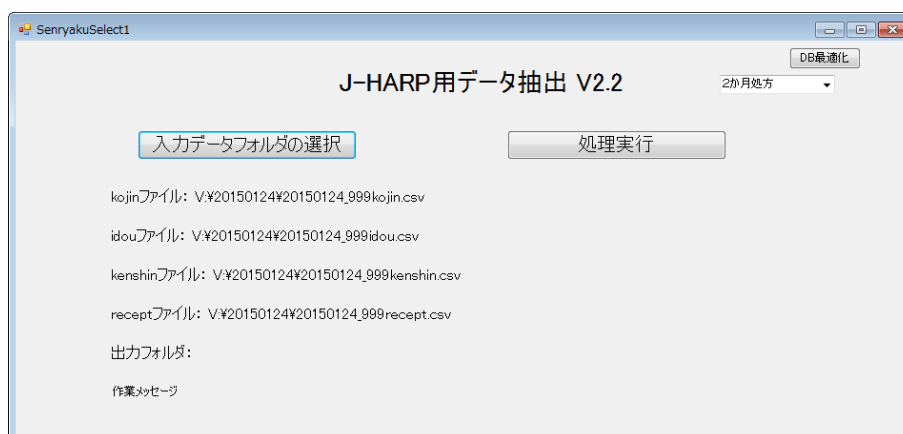 SenryakuSelect1
DB最適化
J-HARP用データ抽出 V2.2
2か月処方
入力データフォルダの選択
処理実行
kojinファイル: V:¥20150124¥20150124_999kojin.csv
idouファイル: V:¥20150124¥20150124_999idou.csv
kenshinファイル: V:¥20150124¥20150124_999kenshin.csv
receptファイル: V:¥20150124¥20150124_999recept.csv
出力フォルダ:
作業メッセージ